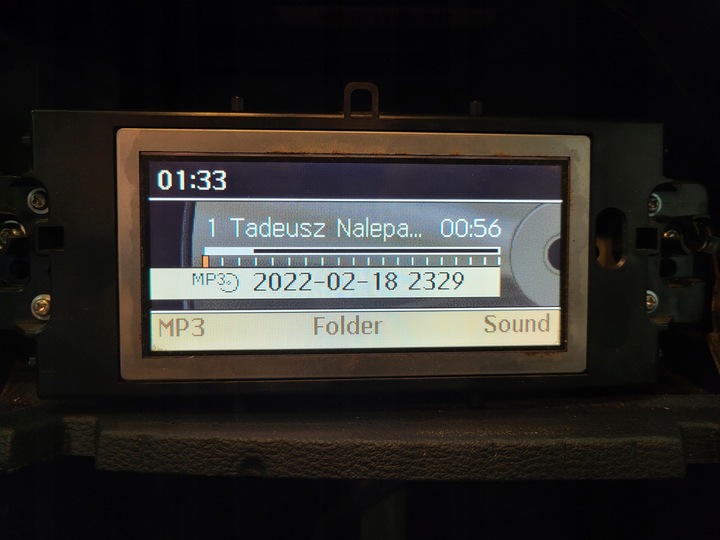 01:33
1 Tadeusz Nalepa... 00:56
MP3 2022-02-18 2329
MP3 Folder Sound